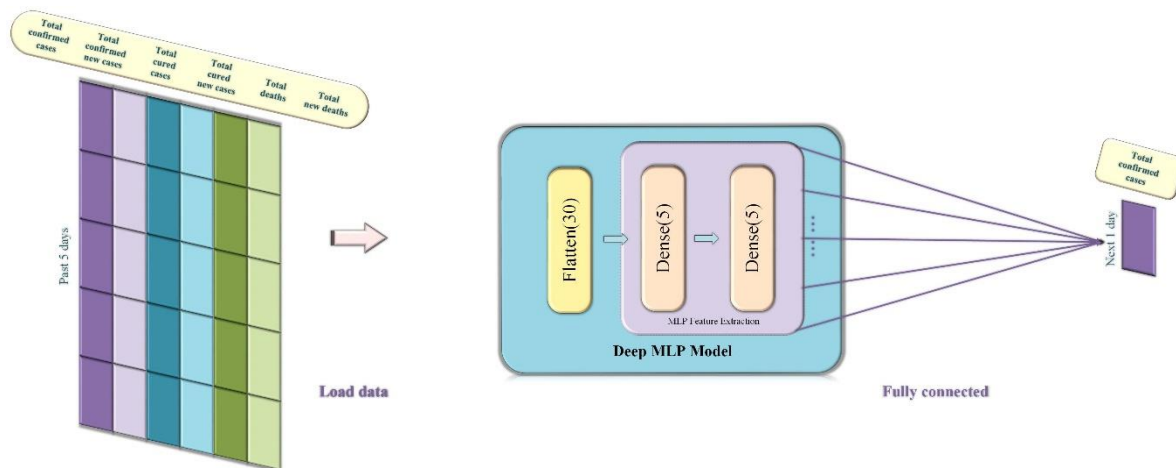 Total
confirmed
cases
Total
confirmed
new cases
Total
cured
cases
Total
cured
new cases
Total
deaths
Total
new deaths
Past 5 days
Load data
Flatten(30)
Dense(5)
Dense(5)
MLP Feature Extraction
Deep MLP Model
Fully connected
Total
confirmed
cases
Next 1 day